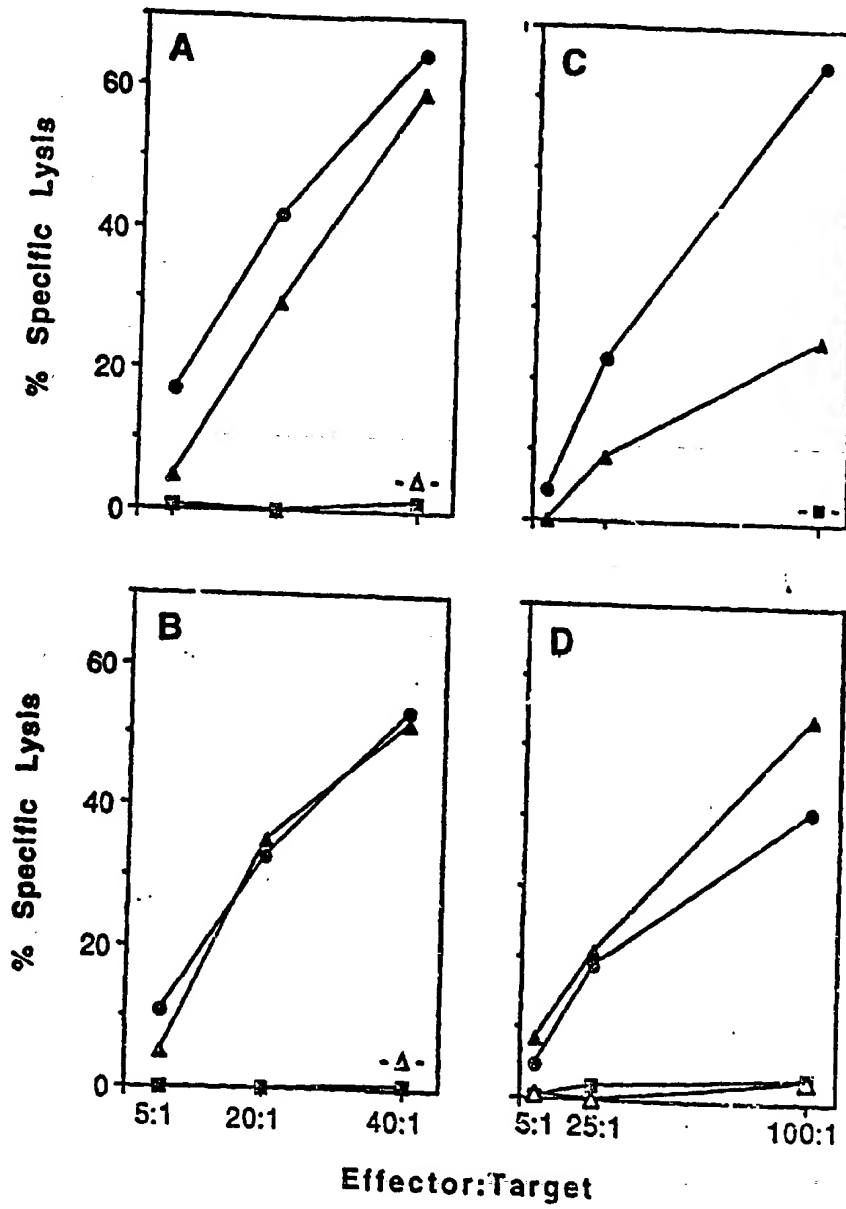 A
% Specific Lysis
60
40
20
0
C
B
% Specific Lysis
60
40
20
0
5:1 20:1 40:1
D
5:1 25:1 100:1
Effector:Target